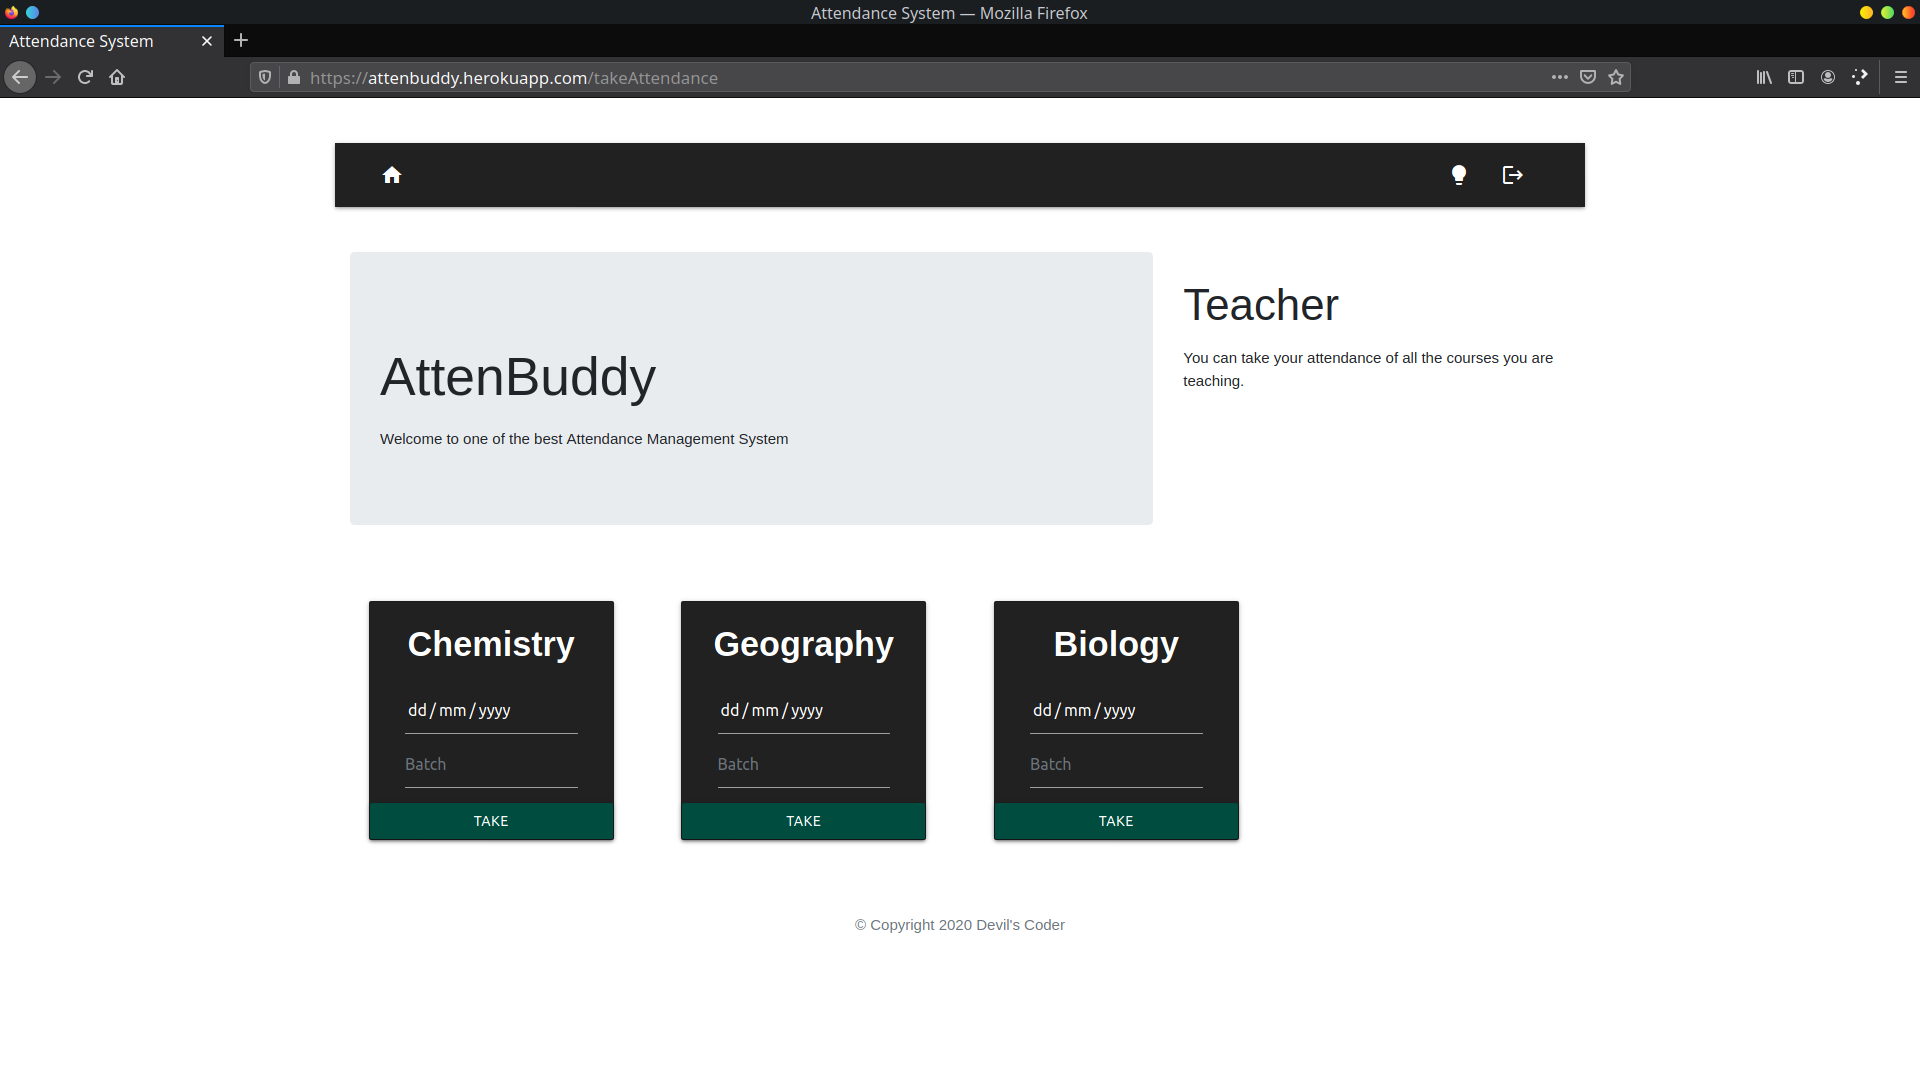 Attendance System — Mozilla Firefox
Attendance System
https://attenbuddy.herokuapp.com/takeAttendance
AttenBuddy
Welcome to one of the best Attendance Management System
Teacher
You can take your attendance of all the courses you are
teaching.
Chemistry
dd / mm / yyyy
Batch
TAKE
Geography
dd / mm / yyyy
Batch
TAKE
Biology
dd / mm / yyyy
Batch
TAKE
© Copyright 2020 Devil's Coder